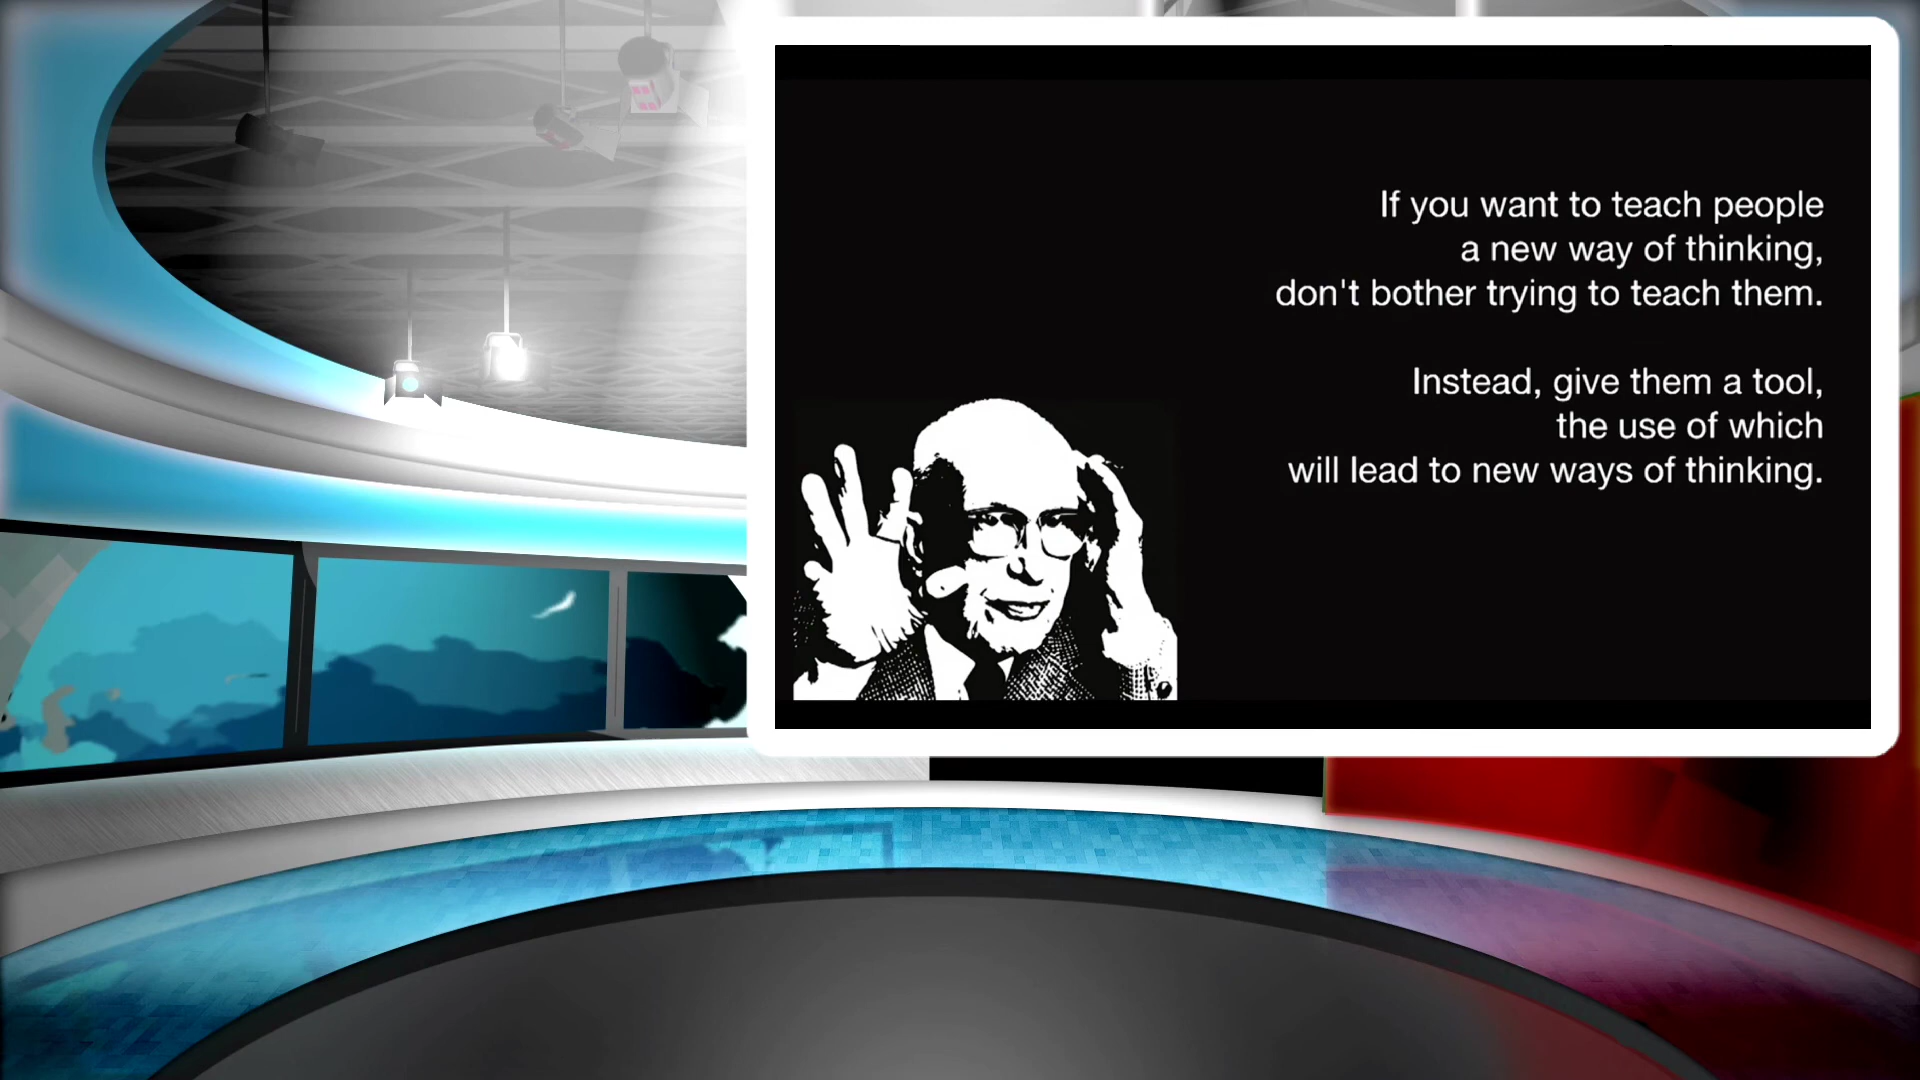 If you want to teach people
a new way of thinking,
don't bother trying to teach them.
Instead, give them a tool,
the use of which
will lead to new ways of thinking.